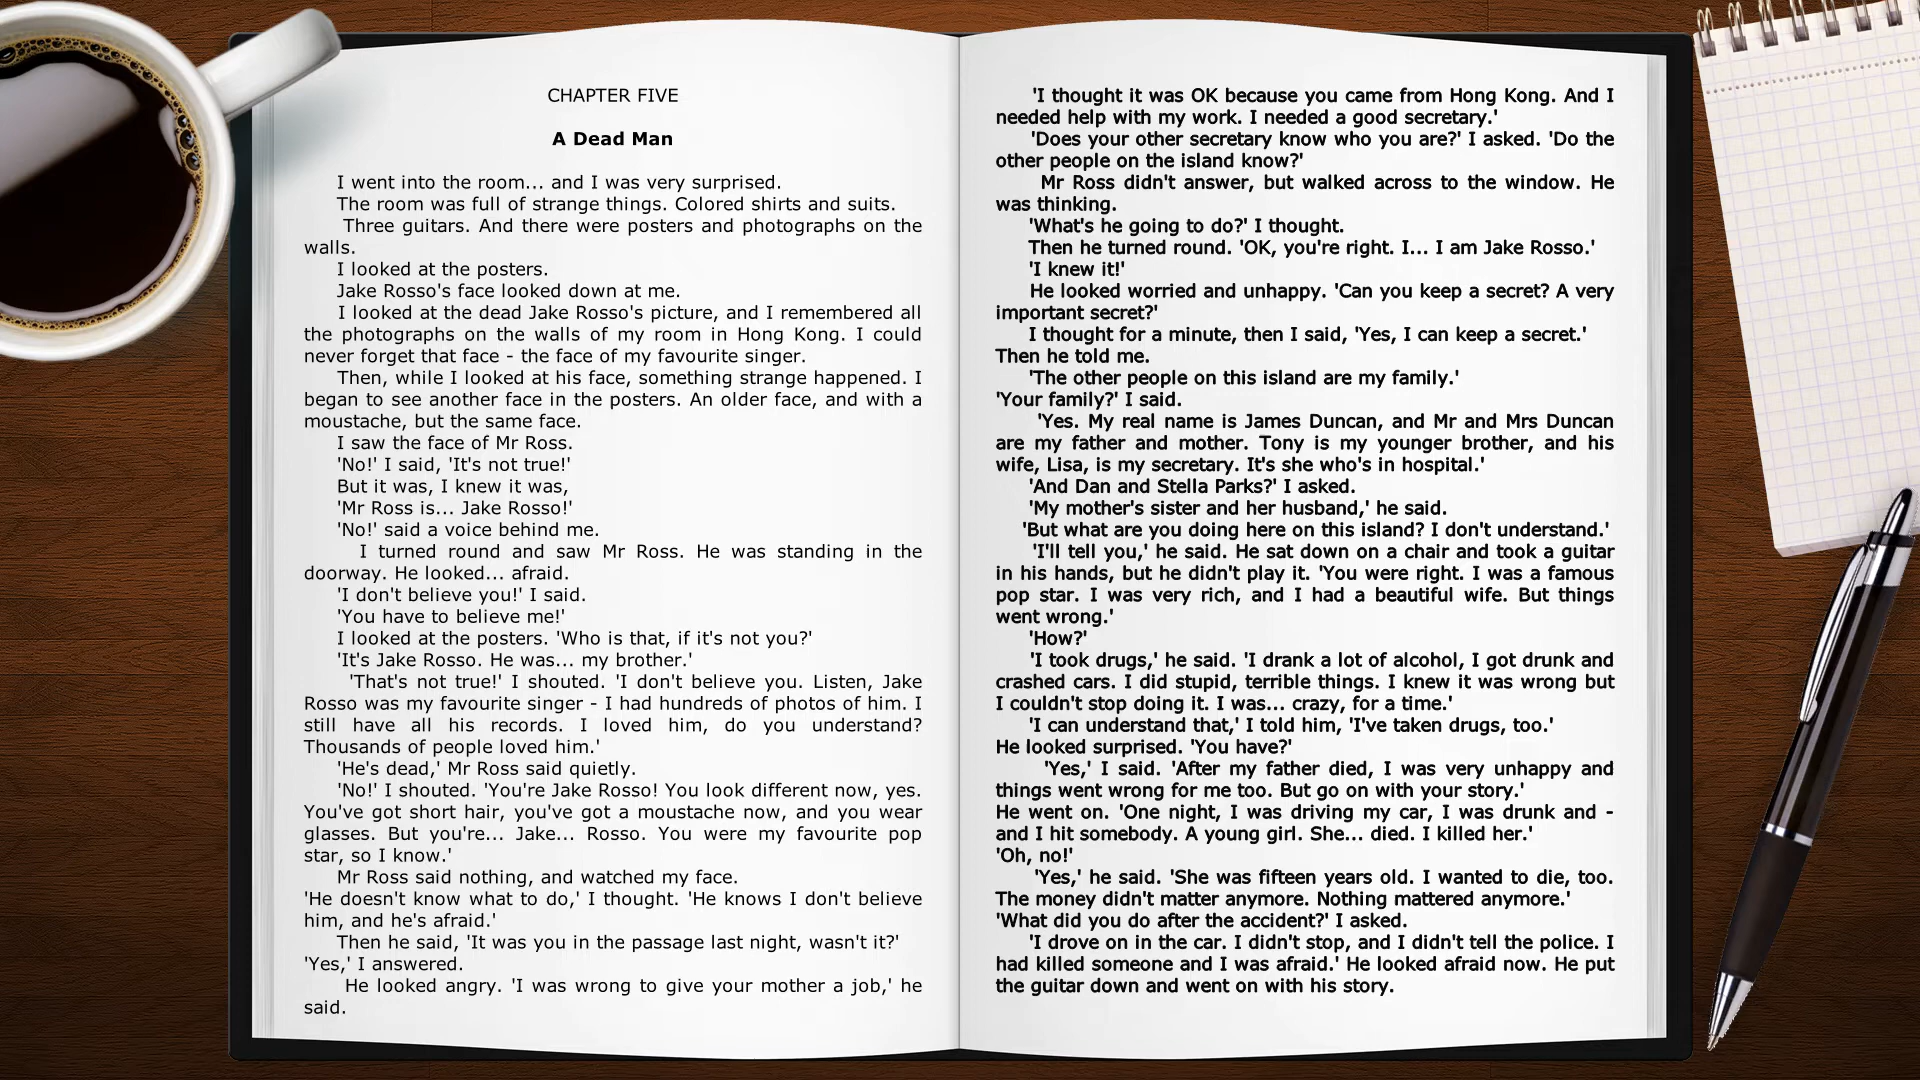 CHAPTER FIVE
A Dead Man
I went into the room... and I was very surprised.
The room was full of strange things. Colored shirts and suits.
Three guitars. And there were posters and photographs on the
walls.
I looked at the posters.
Jake Rosso's face looked down at me.
I looked at the dead Jake Rosso's picture, and I remembered all
the photographs on the walls of my room in Hong Kong. I could
never forget that face - the face of my favourite singer.
Then, while I looked at his face, something strange happened. I
began to see another face in the posters. An older face, and with a
moustache, but the same face.
I saw the face of Mr Ross.
'No!' I said, 'It's not true!'
But it was, I knew it was,
'Mr Ross is... Jake Rosso!'
'No!' said a voice behind me.
I turned round and saw Mr Ross. He was standing in the
doorway. He looked... afraid.
'I don't believe you!' I said.
'You have to believe me!'
I looked at the posters. 'Who is that, if it's not you?'
'It's Jake Rosso. He was... my brother.'
'That's not true!' I shouted. 'I don't believe you. Listen, Jake
Rosso was my favourite singer - I had hundreds of photos of him. I
still have all his records. I loved him, do you understand?
Thousands of people loved him.'
'He's dead,' Mr Ross said quietly.
'No!' I shouted. 'You're Jake Rosso! You look different now, yes.
You've got short hair, you've got a moustache now, and you wear
glasses. But you're... Jake... Rosso. You were my favourite pop
star, so I know.'
Mr Ross said nothing, and watched my face.
'He doesn't know what to do,' I thought. 'He knows I don't believe
him, and he's afraid.'
Then he said, 'It was you in the passage last night, wasn't it?'
'Yes,' I answered.
He looked angry. 'I was wrong to give your mother a job,' he
said.
'I thought it was OK because you came from Hong Kong. And I
needed help with my work. I needed a good secretary.'
'Does your other secretary know who you are?' I asked. 'Do the
other people on the island know?'
Mr Ross didn't answer, but walked across to the window. He
was thinking.
'What's he going to do?' I thought.
Then he turned round. 'OK, you're right. I... I am Jake Rosso.'
'I knew it!'
He looked worried and unhappy. 'Can you keep a secret? A very
important secret?'
I thought for a minute, then I said, 'Yes, I can keep a secret.'
Then he told me.
'The other people on this island are my family.'
'Your family?' I said.
'Yes. My real name is James Duncan, and Mr and Mrs Duncan
are my father and mother. Tony is my younger brother, and his
wife, Lisa, is my secretary. It's she who's in hospital.'
'And Dan and Stella Parks?' I asked.
'My mother's sister and her husband,' he said.
'But what are you doing here on this island? I don't understand.'
'I'll tell you,' he said. He sat down on a chair and took a guitar
in his hands, but he didn't play it. 'You were right. I was a famous
pop star. I was very rich, and I had a beautiful wife. But things
went wrong.'
'How?'
'I took drugs,' he said. 'I drank a lot of alcohol, I got drunk and
crashed cars. I did stupid, terrible things. I knew it was wrong but
I couldn't stop doing it. I was... crazy, for a time.'
'I can understand that,' I told him, 'I've taken drugs, too.'
He looked surprised. 'You have?'
'Yes,' I said. 'After my father died, I was very unhappy and
things went wrong for me too. But go on with your story.'
He went on. 'One night, I was driving my car, I was drunk and -
and I hit somebody. A young girl. She... died. I killed her.'
'Oh, no!'
'Yes,' he said. 'She was fifteen years old. I wanted to die, too.
The money didn't matter anymore. Nothing mattered anymore.'
'What did you do after the accident?' I asked.
'I drove on in the car. I didn't stop, and I didn't tell the police. I
had killed someone and I was afraid.' He looked afraid now. He put
the guitar down and went on with his story.